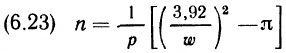 (6.23) n = 1/p [(3,92/w)² − π]